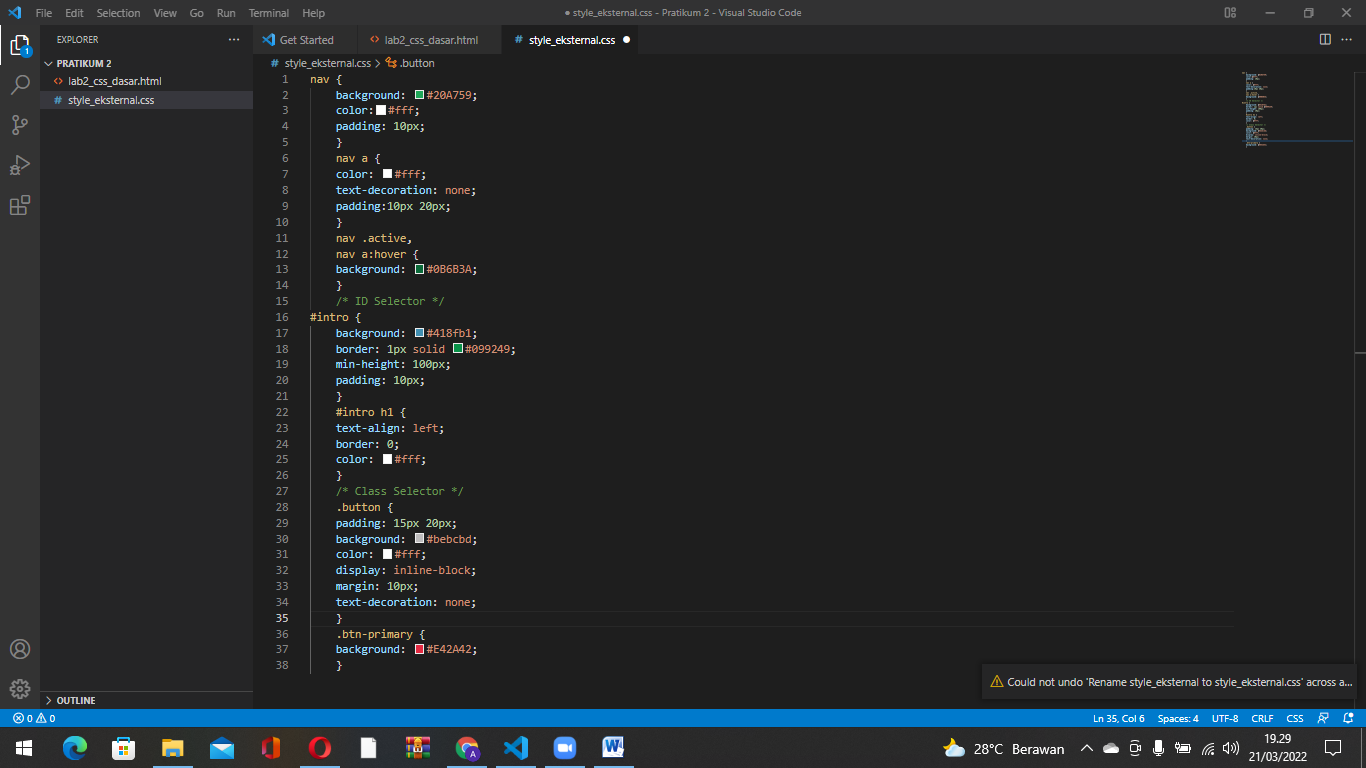 File Edit Selection View Go Run Terminal Help
● style_eksternal.css - Pratikum 2 - Visual Studio Code
EXPLORER
Get Started
lab2_css_dasar.html
# style_eksternal.css
PRATIKUM 2
lab2_css_dasar.html
# style_eksternal.css
# style_eksternal.css > .button
1 nav {
2 background: #20A759;
3 color: #fff;
4 padding: 10px;
5 }
6 nav a {
7 color: #fff;
8 text-decoration: none;
9 padding:10px 20px;
10 }
11 nav .active,
12 nav a:hover {
13 background: #0B6B3A;
14 }
15 /* ID Selector */
16 #intro {
17 background: #418fb1;
18 border: 1px solid #099249;
19 min-height: 100px;
20 padding: 10px;
21 }
22 #intro h1 {
23 text-align: left;
24 border: 0;
25 color: #fff;
26 }
27 /* Class Selector */
28 .button {
29 padding: 15px 20px;
30 background: #bebcbd;
31 color: #fff;
32 display: inline-block;
33 margin: 10px;
34 text-decoration: none;
35 }
36 .btn-primary {
37 background: #E42A42;
38 }
1
OUTLINE
Could not undo 'Rename style_eksternal to style_eksternal.css' across a...
0 0
Ln 35, Col 6 Spaces: 4 UTF-8 CRLF CSS
28°C Berawan
19.29
21/03/2022